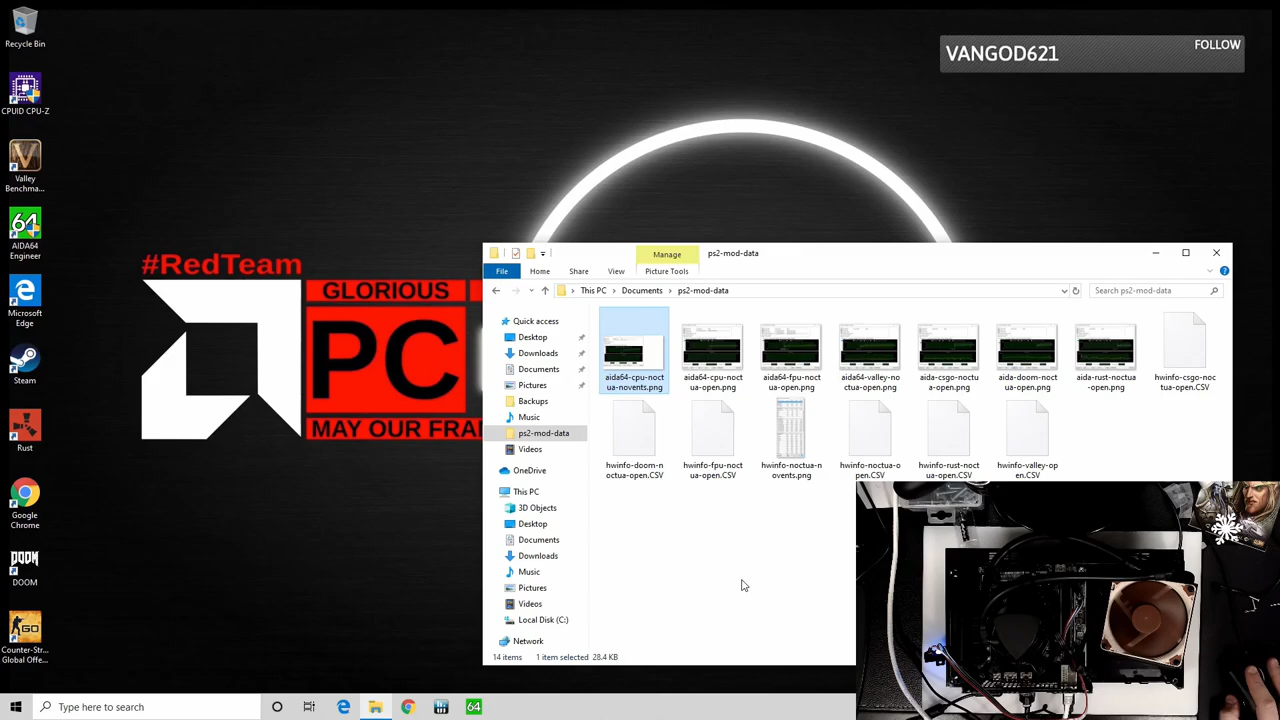 Recycle Bin
VANGOD621
FOLLOW
CPUID CPU-Z
Valley
Benchma...
64
AIDA64
Engineer
Microsoft
Edge
Steam
Rust
Google
Chrome
DOOM
DOOM
GO
Counter-Str...
Global Offe...
#RedTeam
GLORIOUS
PC
MAY OUR FRA
Manage
ps2-mod-data
File
Home
Share
View
Picture Tools
This PC
Documents
ps2-mod-data
Search ps2-mod-data
Quick access
Desktop
Downloads
Documents
Pictures
Backups
Music
ps2-mod-data
Videos
OneDrive
This PC
3D Objects
Desktop
Documents
Downloads
Music
Pictures
Videos
Local Disk (C:)
Network
aida64-cpu-noct
ua-novents.png
aida64-cpu-noct
ua-open.png
aida64-fpu-noct
ua-open.png
aida64-valley-no
ctua-open.png
aida-csgo-noctu
a-open.png
aida-doom-noct
ua-open.png
aida-rust-noctua
-open.png
hwinfo-csgo-noc
tua-open.CSV
hwinfo-doom-n
octua-open.CSV
hwinfo-fpu-noct
ua-open.CSV
hwinfo-noctua-n
ovents.png
hwinfo-noctua-o
pen.CSV
hwinfo-rust-noct
ua-open.CSV
hwinfo-valley-op
en.CSV
14 items
1 item selected 28.4 KB
Type here to search
64